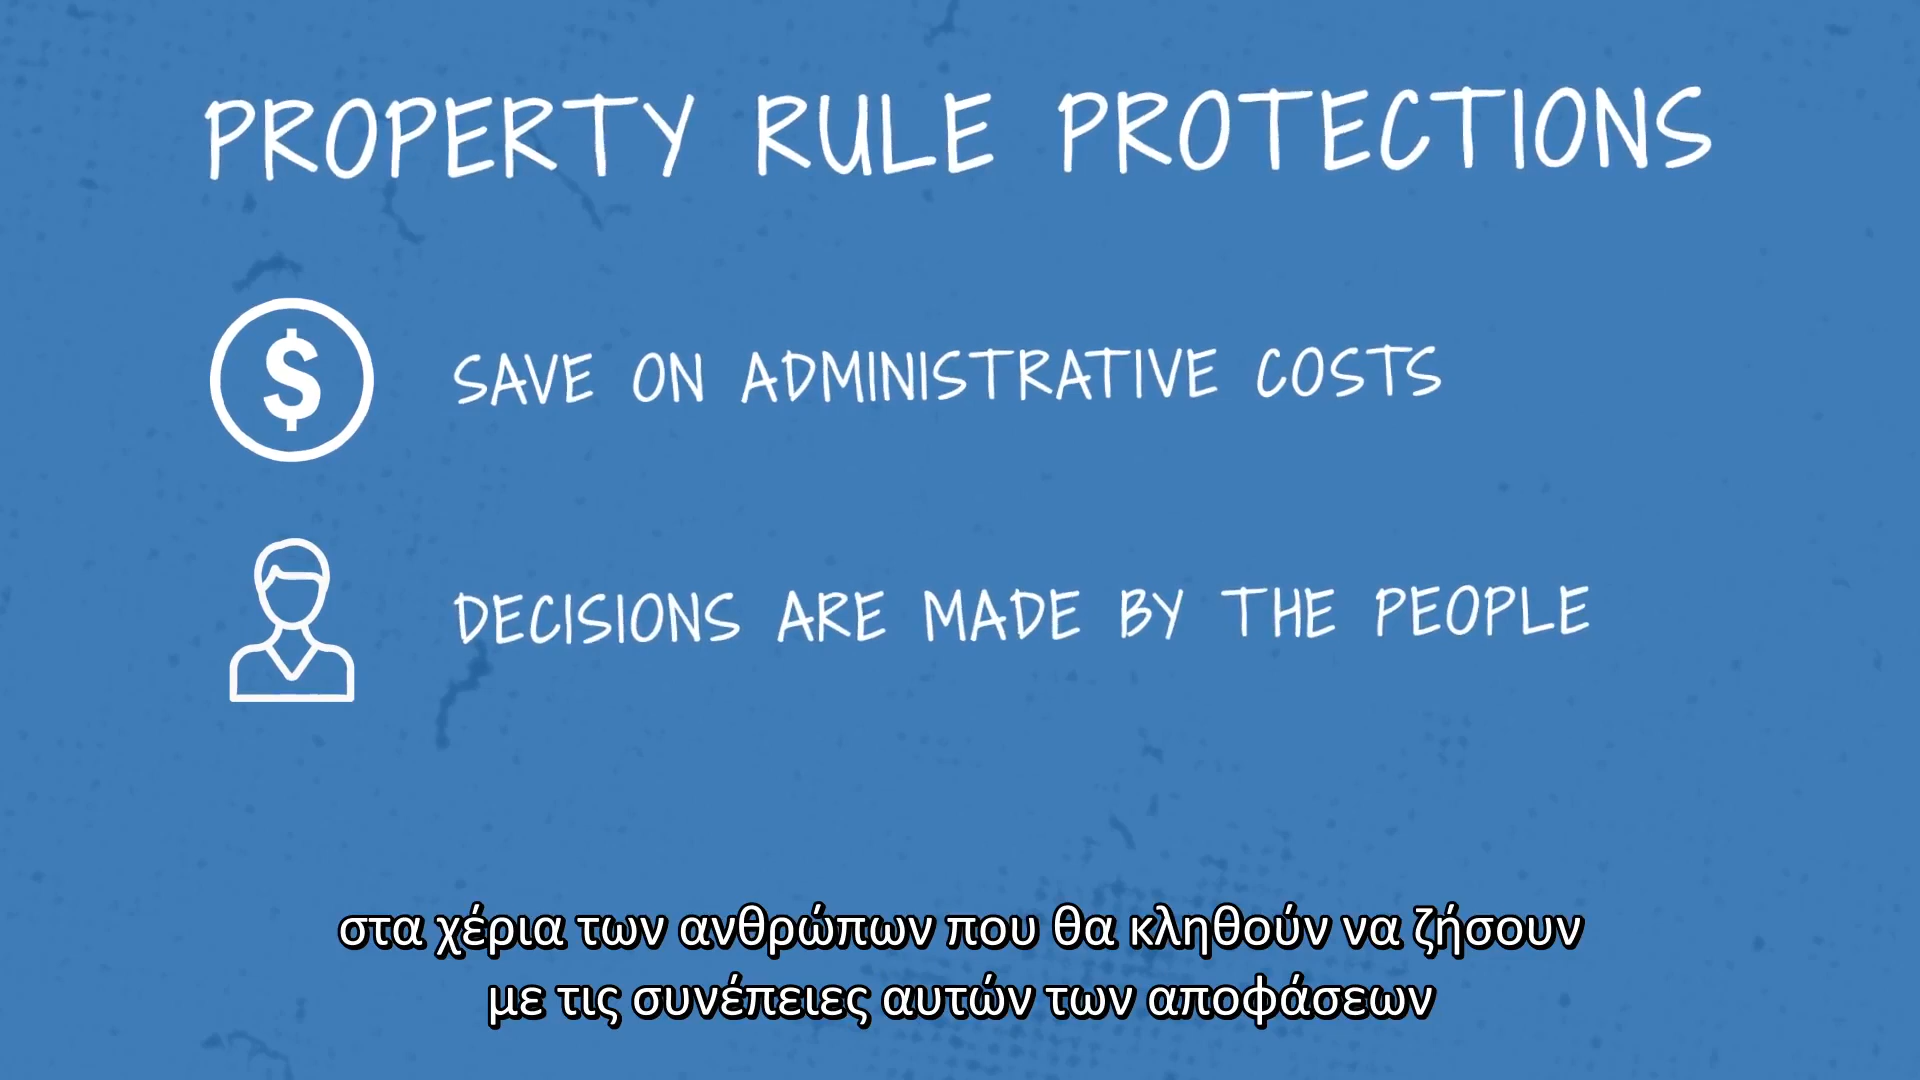 PROPERTY RULE PROTECTIONS
$
SAVE ON ADMINISTRATIVE COSTS
DECISIONS ARE MADE BY THE PEOPLE
στα χέρια των ανθρώπων που θα κληθούν να ζήσουν
με τις συνέπειες αυτών των αποφάσεων